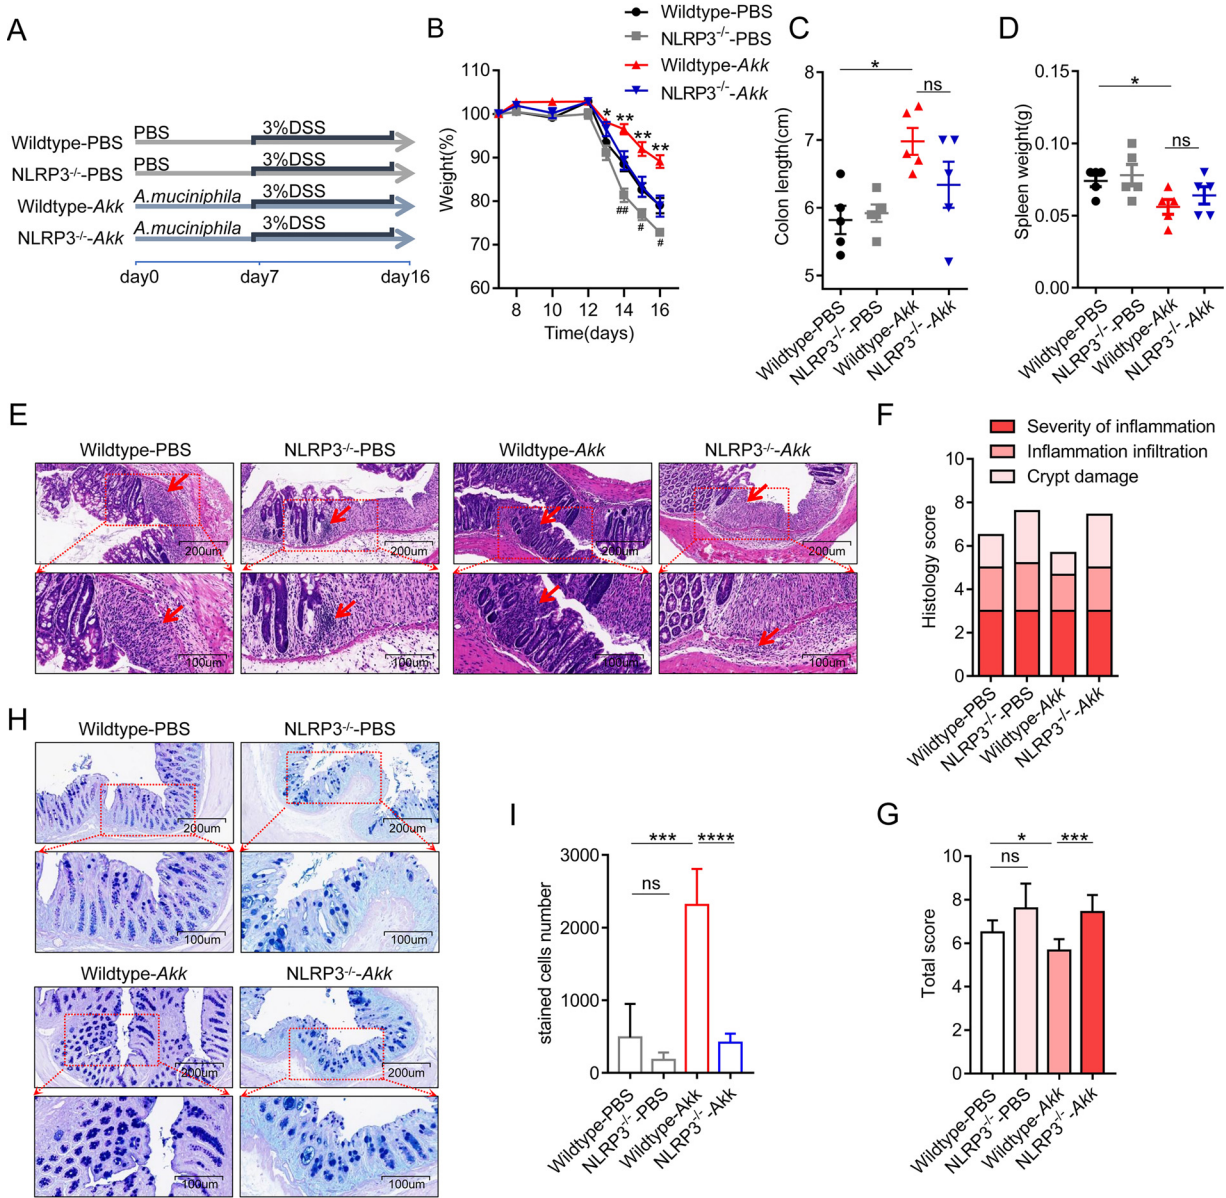 A
Wildtype-PBS
NLRP3-/--PBS
Wildtype-Akk
NLRP3-/--Akk
PBS
3%DSS
PBS
3%DSS
A.muciniphila
3%DSS
A.muciniphila
3%DSS
day0
day7
day16
B
Wildtype-PBS
NLRP3-/--PBS
Wildtype-Akk
NLRP3-/--Akk
Weight(%)
110
100
90
80
70
60
* ** ** **
## # #
8 10 12 14 16
Time(days)
C
Colon length(cm)
8
7
6
5
*
ns
Wildtype-PBS
NLRP3-/--PBS
Wildtype-Akk
NLRP3-/--Akk
D
Spleen weight(g)
0.15
0.10
0.05
0.00
*
ns
Wildtype-PBS
NLRP3-/--PBS
Wildtype-Akk
NLRP3-/--Akk
E
Wildtype-PBS
NLRP3-/--PBS
Wildtype-Akk
NLRP3-/--Akk
200um
200um
200um
200um
100um
100um
100um
100um
F
Severity of inflammation
Inflammation infiltration
Crypt damage
Histology score
10
8
6
4
2
0
Wildtype-PBS
NLRP3-/--PBS
Wildtype-Akk
NLRP3-/--Akk
H
Wildtype-PBS
NLRP3-/--PBS
200um
200um
100um
100um
Wildtype-Akk
NLRP3-/--Akk
200um
200um
100um
100um
I
stained cells number
3000
2000
1000
0
***
****
ns
Wildtype-PBS
NLRP3-/--PBS
Wildtype-Akk
NLRP3-/--Akk
G
Total score
10
8
6
4
2
0
*
***
ns
Wildtype-PBS
NLRP3-/--PBS
Wildtype-Akk
NLRP3-/--Akk